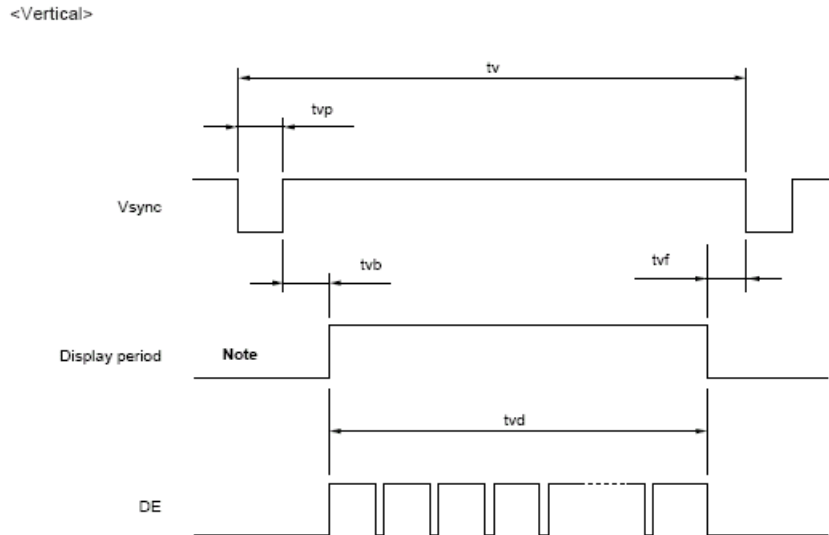 <Vertical>
tv
tvp
Vsync
tvb
tvf
Display period
Note
tvd
DE